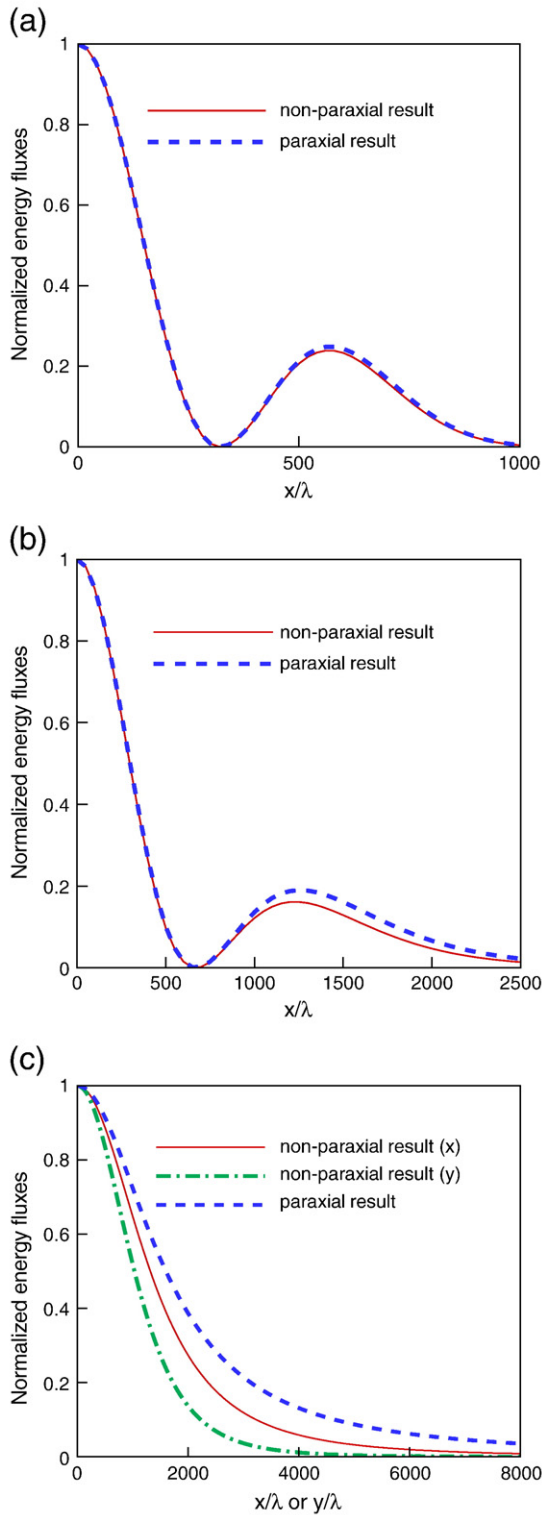 (a)
1
0.8
0.6
0.4
0.2
0
Normalized energy fluxes
non-paraxial result
paraxial result
0 500 1000
x/λ
(b)
1
0.8
0.6
0.4
0.2
0
Normalized energy fluxes
non-paraxial result
paraxial result
0 500 1000 1500 2000 2500
x/λ
(c)
1
0.8
0.6
0.4
0.2
0
Normalized energy fluxes
non-paraxial result (x)
non-paraxial result (y)
paraxial result
0 2000 4000 6000 8000
x/λ or y/λ